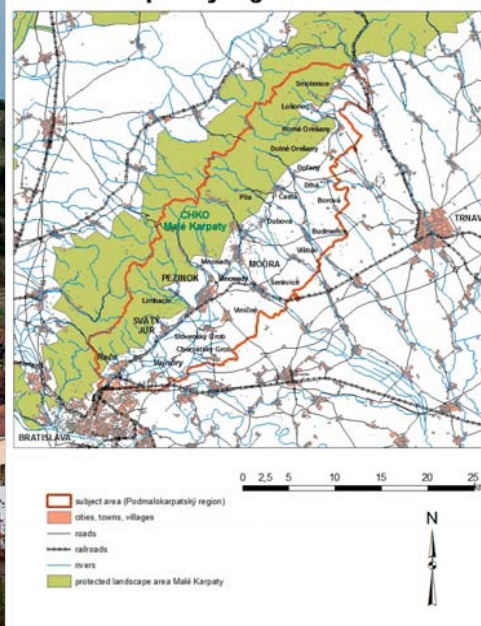 Smolenice
Lošonec
Horné Orešany
Dolné Orešany
Doľany
Dlhá
Borová
Píla
Častá
TRNAVA
CHKO
Malé Karpaty
Dubová
Budmerice
MODRA
Vištuk
Vinosady
PEZINOK
Vinosady
Šenkvice
Limbach
Viničné
SVÄTÝ
JUR
Slovenský Grob
Chorvátsky Grob
Rača
Vajnory
BRATISLAVA
0 2,5 5 10 15 20 25
subject area (Podmalokarpatský region)
cities, towns, villages
roads
railroads
rivers
protected landscape area Malé Karpaty
N